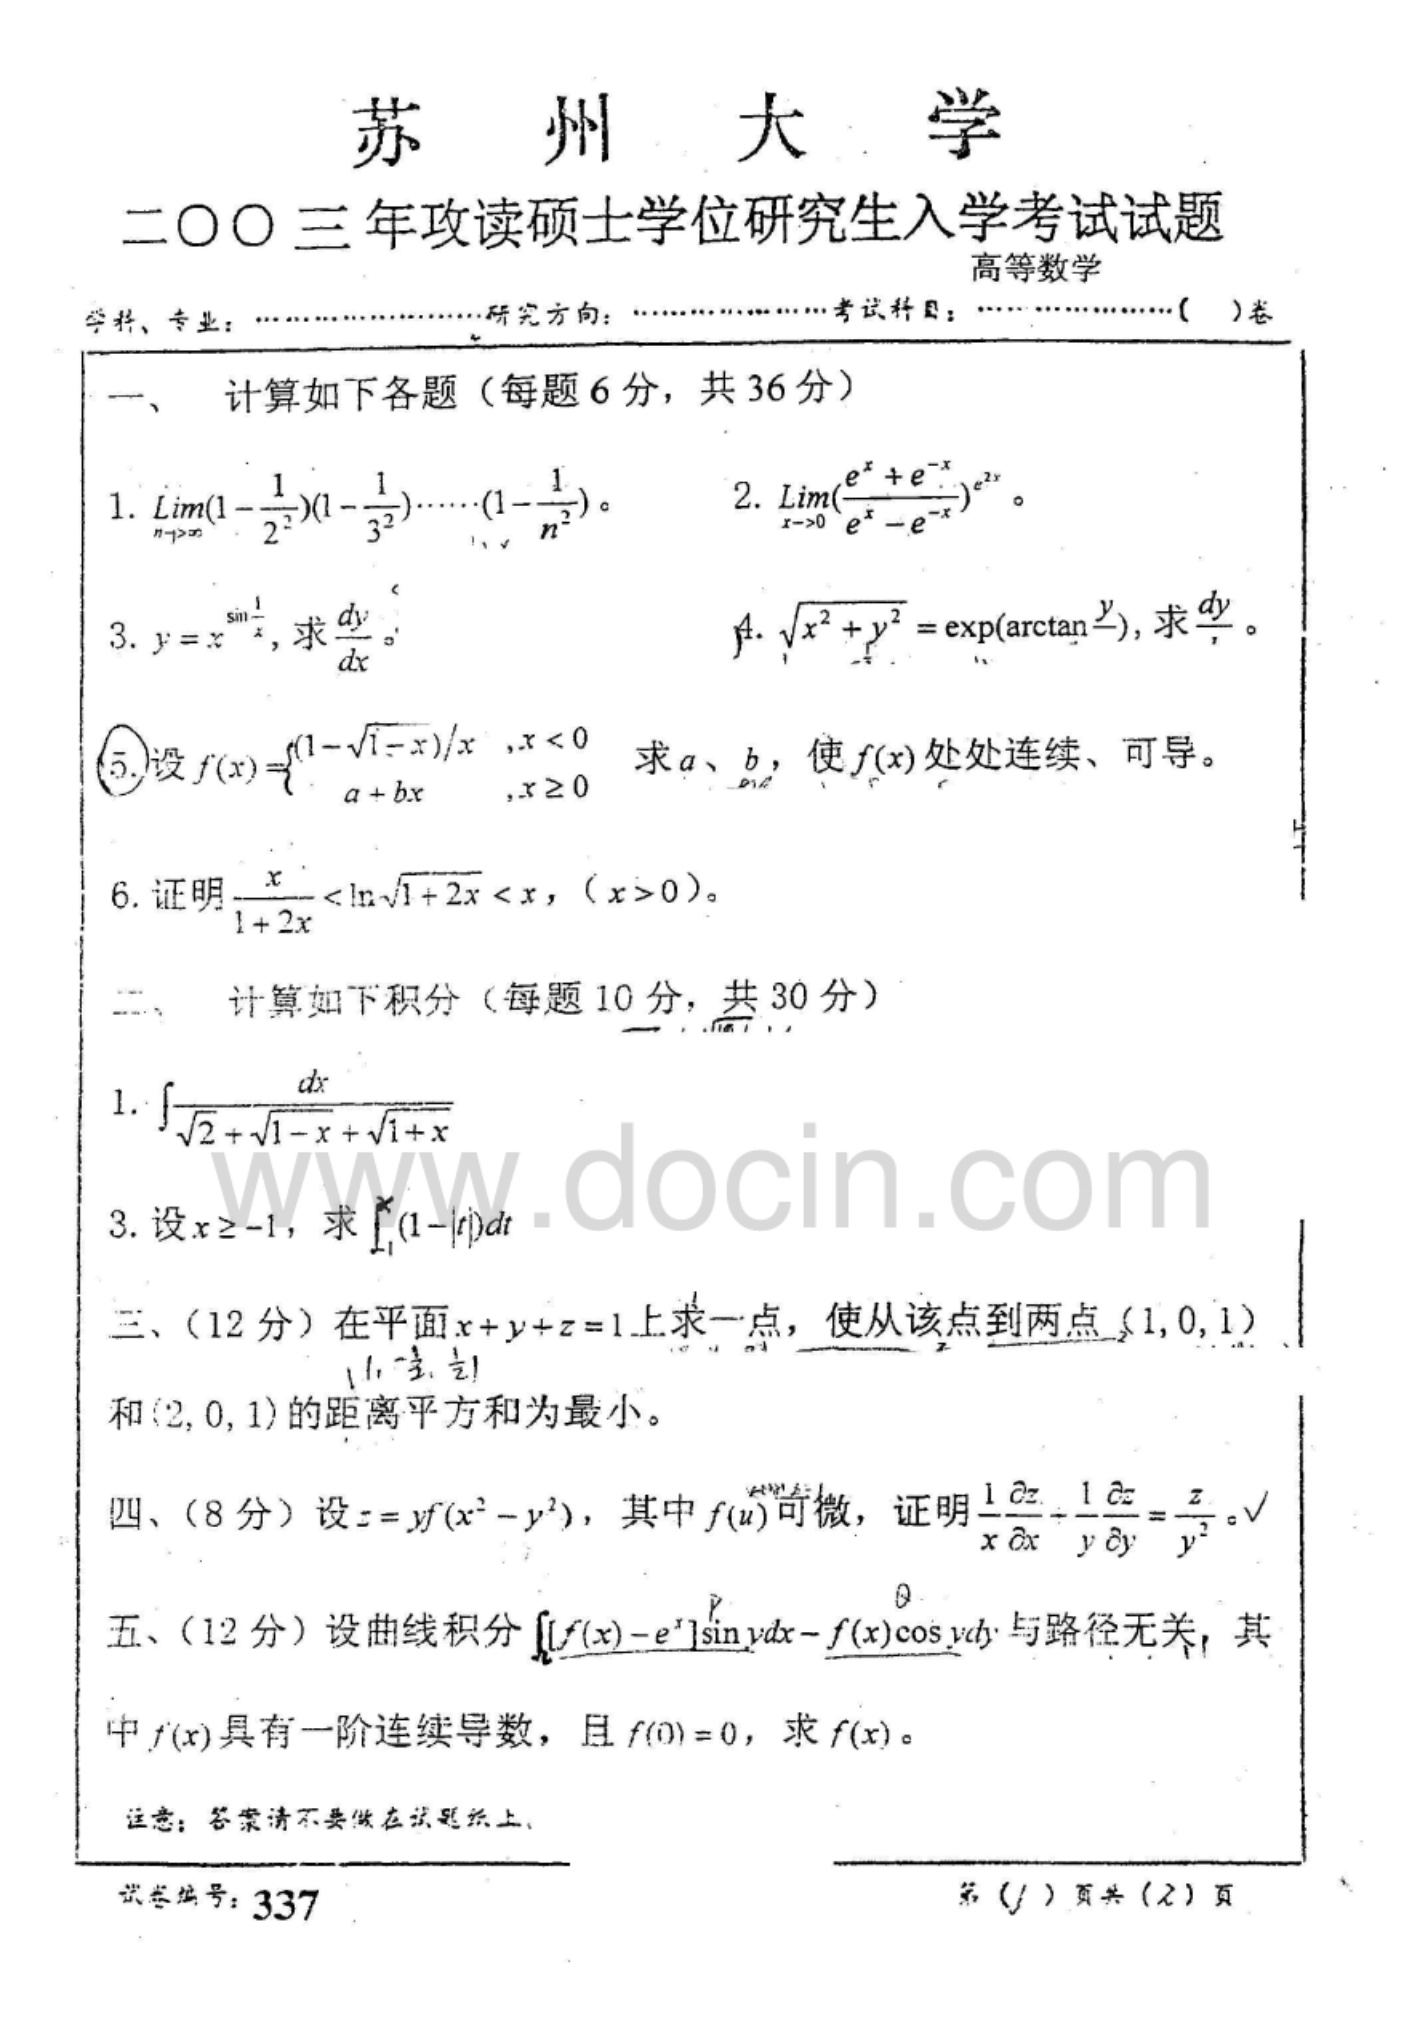 苏 州 大 学
二〇〇三年攻读硕士学位研究生入学考试试题
高等数学
学科、专业：……………………研究方向：…………………考试科目：…………………( )卷
一、 计算如下各题（每题6分，共36分）
1. Lim_{n->∞}(1-1/2²)(1-1/3²)……(1-1/n²)。 2. Lim_{x->0}((e^x+e^{-x})/(e^x-e^{-x}))^{e^{2x}}。
3. y=x^{sin 1/x}, 求 dy/dx。 4. √(x²+y²)=exp(arctan y/), 求 dy/ 。
5. 设 f(x)={(1-√(1-x))/x ,x<0 求a、b，使f(x)处处连续、可导。
a+bx ,x≥0
6. 证明 x/(1+2x) < ln√(1+2x) < x，（x>0）。
二、 计算如下积分（每题10分，共30分）
1. ∫dx/(√2+√(1-x)+√(1+x))
www.docin.com
3. 设x≥-1，求∫_{-1}^{x}(1-|t|)dt
三、（12分）在平面x+y+z=1上求一点，使从该点到两点（1,0,1）
(1, -1/2, 1/2)
和(2,0,1)的距离平方和为最小。
四、（8分）设z=yf(x²-y²)，其中f(u)可微，证明 1/x ∂z/∂x + 1/y ∂z/∂y = z/y²。√
P Q
五、（12分）设曲线积分∫_L[f(x)-e^x]sin ydx-f(x)cos ydy与路径无关，其
中f(x)具有一阶连续导数，且f(0)=0，求f(x)。
注意：答案请不要做在试题纸上.
试卷编号：337 第（1）页共（2）页